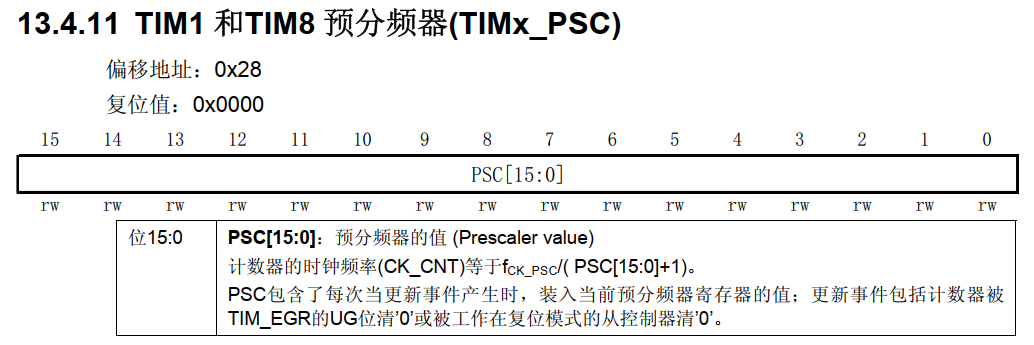 13.4.11 TIM1 和TIM8 预分频器(TIMx_PSC)
偏移地址：0x28
复位值：0x0000
15 14 13 12 11 10 9 8 7 6 5 4 3 2 1 0
PSC[15:0]
rw rw rw rw rw rw rw rw rw rw rw rw rw rw rw rw
位15:0 PSC[15:0]：预分频器的值 (Prescaler value)
计数器的时钟频率(CK_CNT)等于fCK_PSC/( PSC[15:0]+1)。
PSC包含了每次当更新事件产生时，装入当前预分频器寄存器的值；更新事件包括计数器被
TIM_EGR的UG位清’0’或被工作在复位模式的从控制器清’0’。